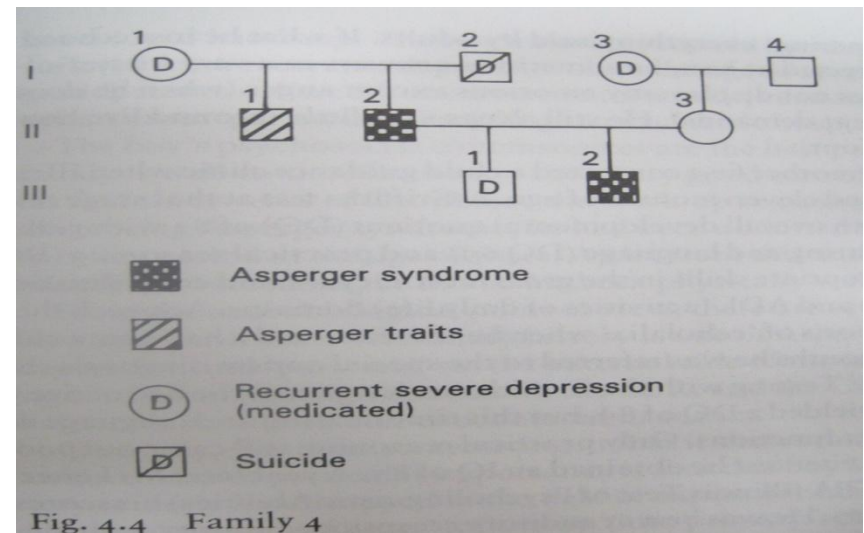 1 2 3 4
I D D D
1 2 3
II
1 2
III D
Asperger syndrome
Asperger traits
D Recurrent severe depression
(medicated)
D Suicide
Fig. 4.4 Family 4